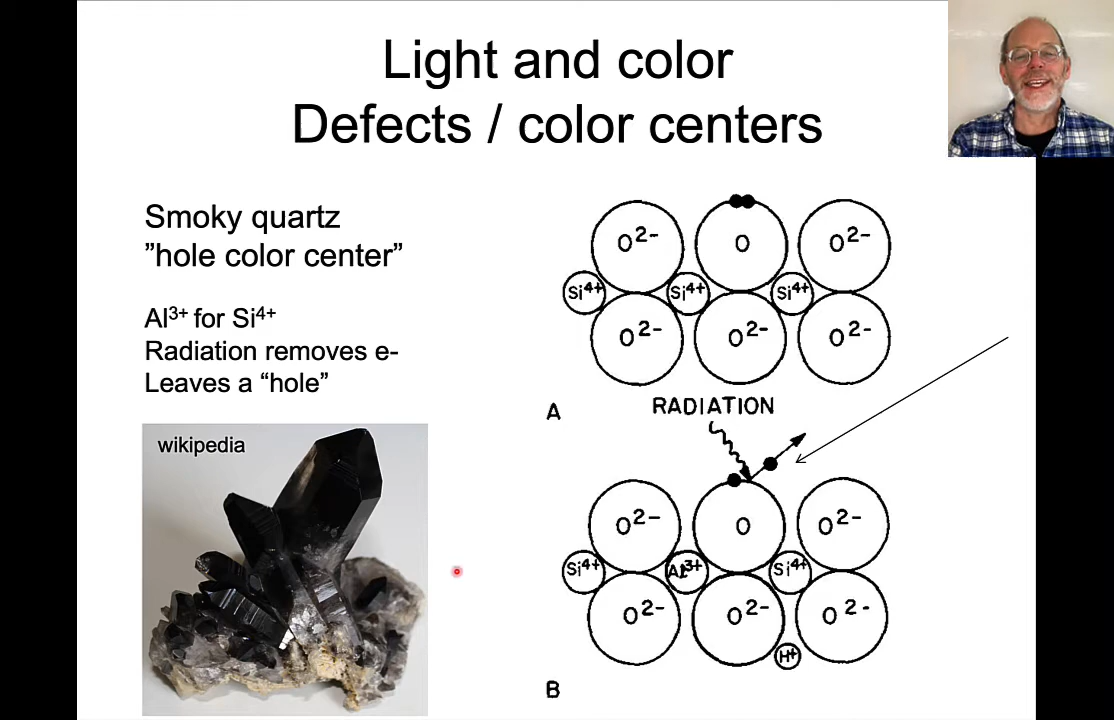 Light and color
Defects / color centers
Smoky quartz
”hole color center”
Al³⁺ for Si⁴⁺
Radiation removes e-
Leaves a “hole”
wikipedia
O²⁻ O O²⁻
Si⁴⁺ Si⁴⁺ Si⁴⁺
O²⁻ O²⁻ O²⁻
A
RADIATION
O²⁻ O O²⁻
Si⁴⁺ Al³⁺ Si⁴⁺
O²⁻ O²⁻ O²⁻
H⁺
B